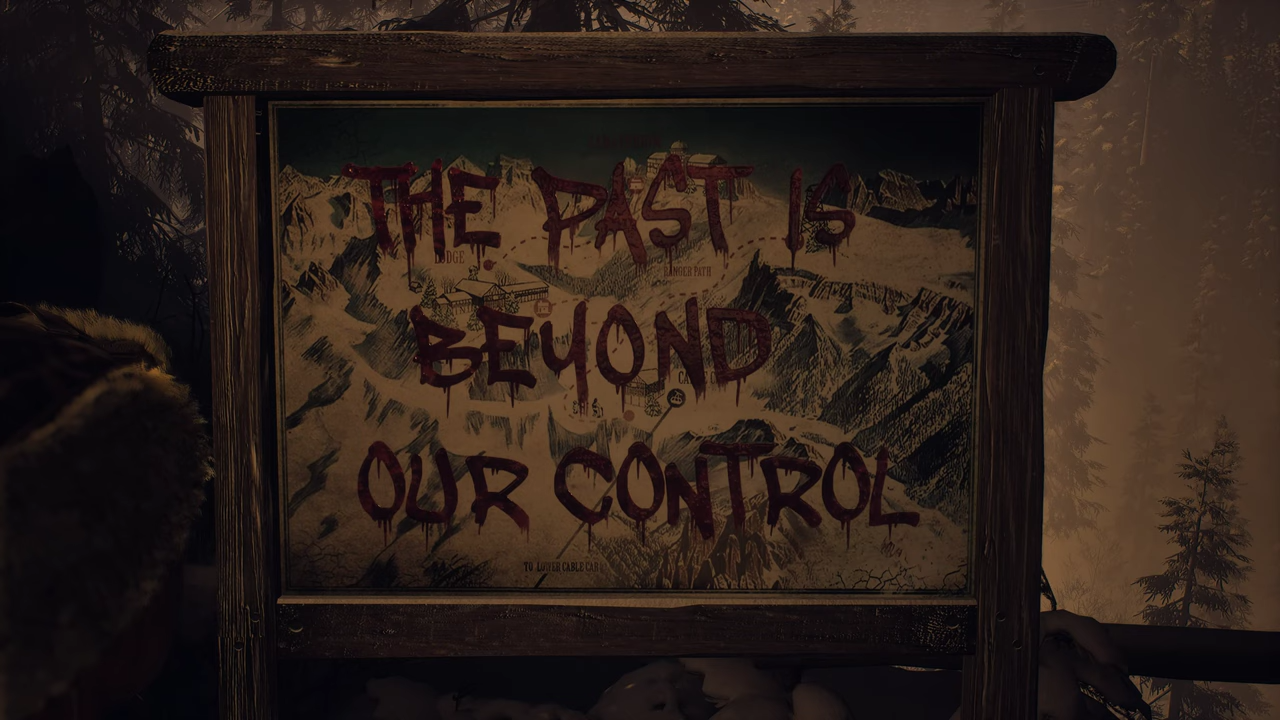 THE PAST IS
LODGE
RANGER PATH
BEYOND
OUR CONTROL
TO LOWER CABLE CAR